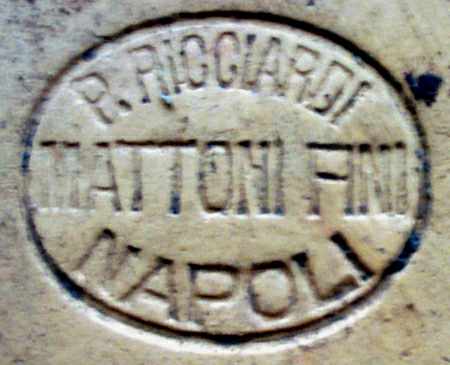 R. RICCIARDI
MATTONI FINI
NAPOLI